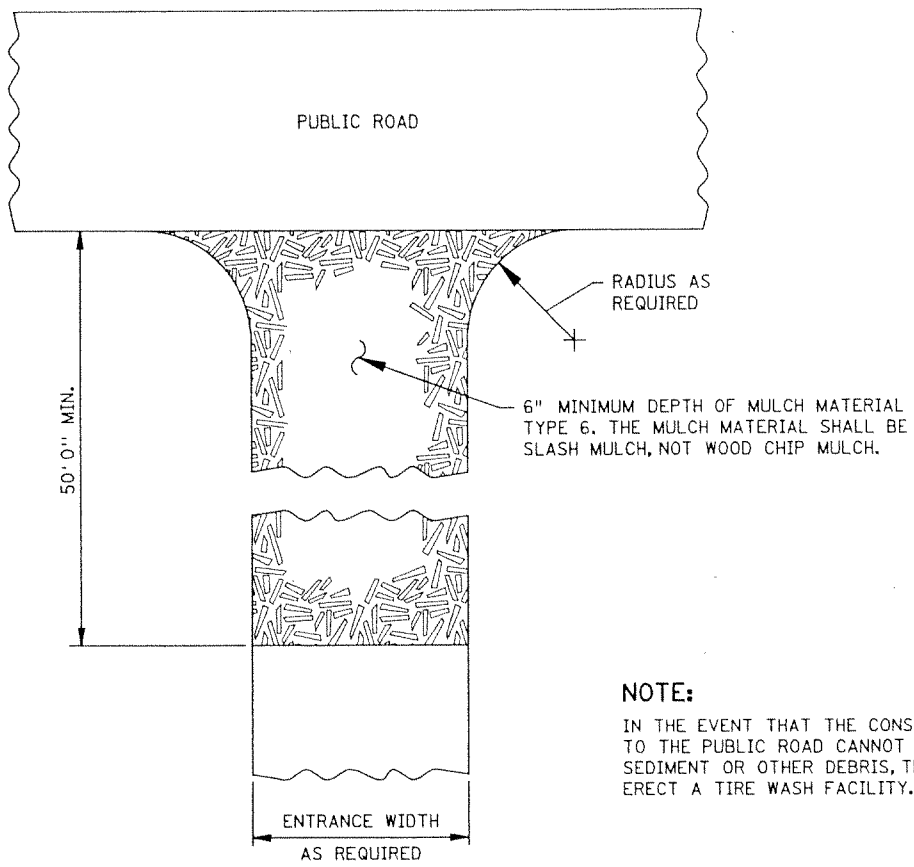 PUBLIC ROAD
RADIUS AS
REQUIRED
50'0" MIN.
6" MINIMUM DEPTH OF MULCH MATERIAL
TYPE 6. THE MULCH MATERIAL SHALL BE
SLASH MULCH, NOT WOOD CHIP MULCH.
NOTE:
IN THE EVENT THAT THE CONS
TO THE PUBLIC ROAD CANNOT
SEDIMENT OR OTHER DEBRIS, T
ERECT A TIRE WASH FACILITY.
ENTRANCE WIDTH
AS REQUIRED